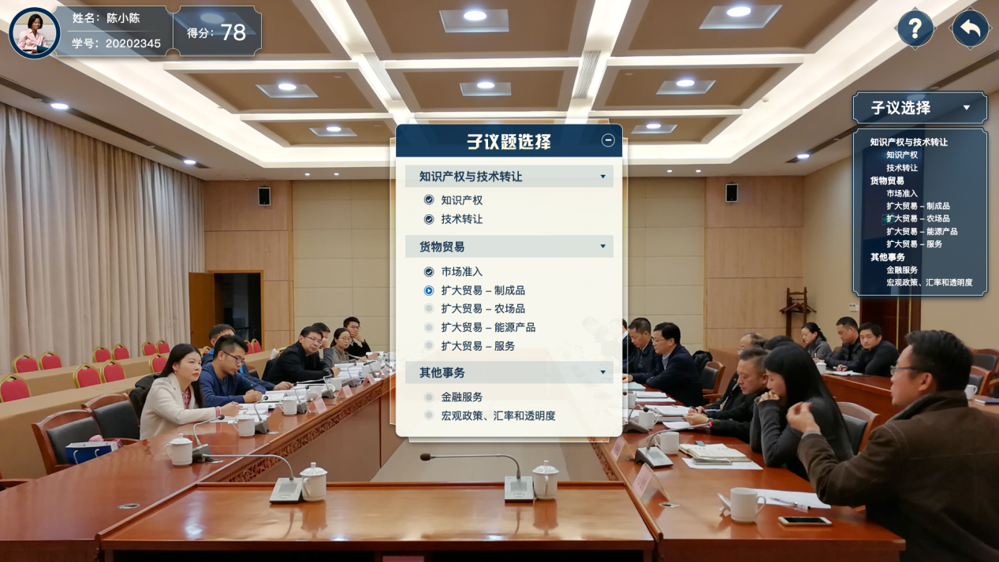 姓名：陈小陈
学号：20202345
得分：78
?
子议选择
知识产权与技术转让
知识产权
技术转让
货物贸易
市场准入
扩大贸易 – 制成品
扩大贸易 – 农场品
扩大贸易 – 能源产品
扩大贸易 – 服务
其他事务
金融服务
宏观政策、汇率和透明度
子议题选择
知识产权与技术转让
知识产权
技术转让
货物贸易
市场准入
扩大贸易 – 制成品
扩大贸易 – 农场品
扩大贸易 – 能源产品
扩大贸易 – 服务
其他事务
金融服务
宏观政策、汇率和透明度